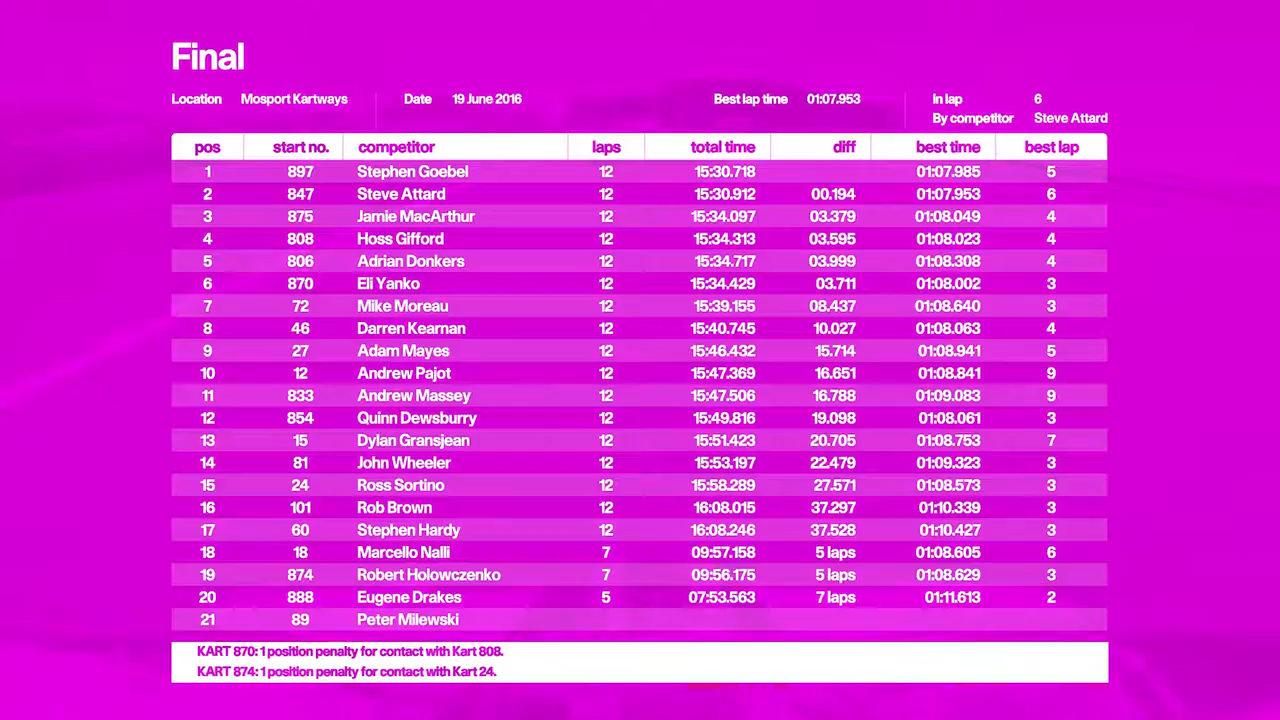 Final
Location Mosport Kartways Date 19 June 2016 Best lap time 01:07.953 In lap 6
By competitor Steve Attard
pos start no. competitor laps total time diff best time best lap
1 897 Stephen Goebel 12 15:30.718 01:07.985 5
2 847 Steve Attard 12 15:30.912 00.194 01:07.953 6
3 875 Jamie MacArthur 12 15:34.097 03.379 01:08.049 4
4 808 Hoss Gifford 12 15:34.313 03.595 01:08.023 4
5 806 Adrian Donkers 12 15:34.717 03.999 01:08.308 4
6 870 Eli Yanko 12 15:34.429 03.711 01:08.002 3
7 72 Mike Moreau 12 15:39.155 08.437 01:08.640 3
8 46 Darren Kearnan 12 15:40.745 10.027 01:08.063 4
9 27 Adam Mayes 12 15:46.432 15.714 01:08.941 5
10 12 Andrew Pajot 12 15:47.369 16.651 01:08.841 9
11 833 Andrew Massey 12 15:47.506 16.788 01:09.083 9
12 854 Quinn Dewsburry 12 15:49.816 19.098 01:08.061 3
13 15 Dylan Gransjean 12 15:51.423 20.705 01:08.753 7
14 81 John Wheeler 12 15:53.197 22.479 01:09.323 3
15 24 Ross Sortino 12 15:58.289 27.571 01:08.573 3
16 101 Rob Brown 12 16:08.015 37.297 01:10.339 3
17 60 Stephen Hardy 12 16:08.246 37.528 01:10.427 3
18 18 Marcello Nalli 7 09:57.158 5 laps 01:08.605 6
19 874 Robert Holowczenko 7 09:56.175 5 laps 01:08.629 3
20 888 Eugene Drakes 5 07:53.563 7 laps 01:11.613 2
21 89 Peter Milewski
KART 870: 1 position penalty for contact with Kart 808.
KART 874: 1 position penalty for contact with Kart 24.